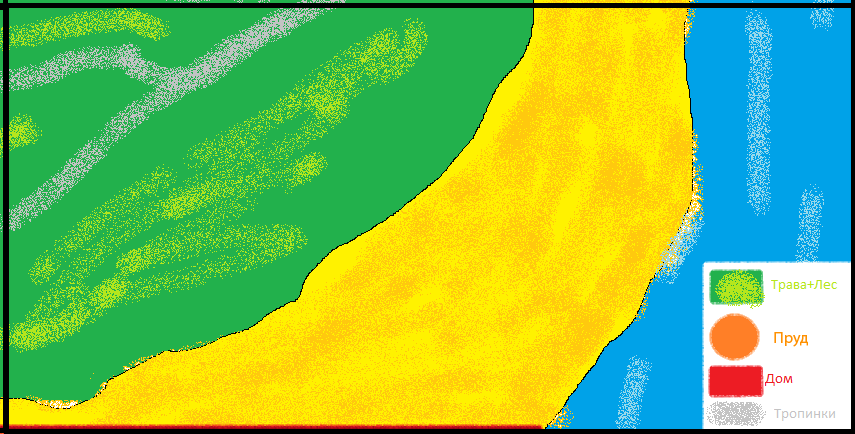 Трава+Лес
Пруд
Дом
Тропинки